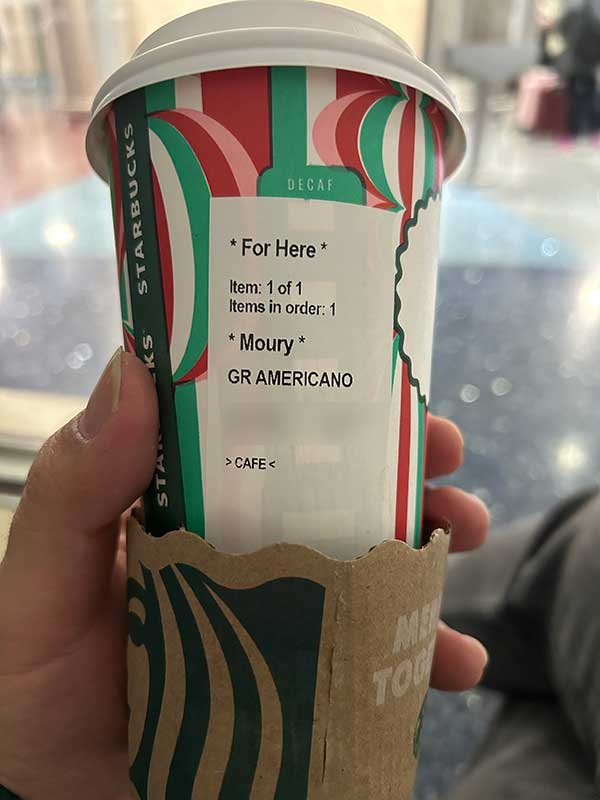 STARBUCKS
DECAF
* For Here *
Item: 1 of 1
Items in order: 1
* Moury *
GR AMERICANO
> CAFE <